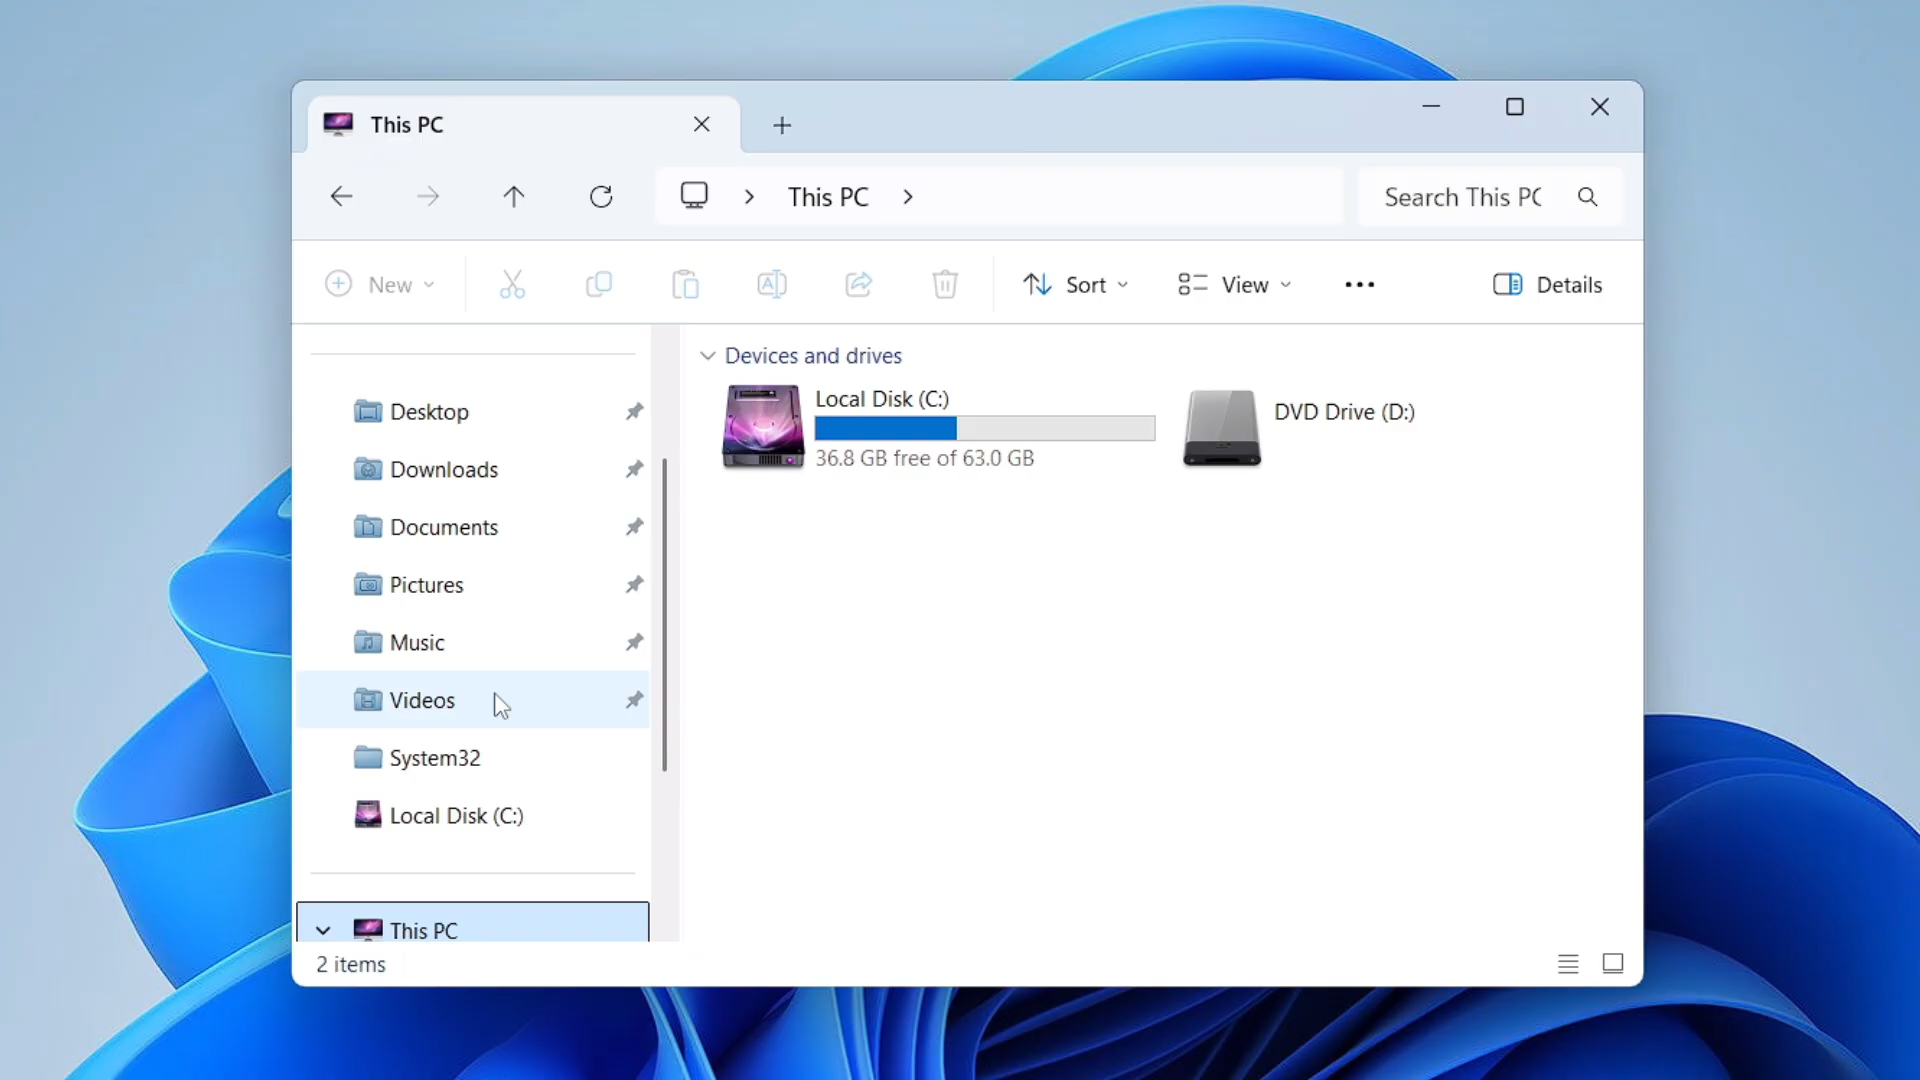 This PC
This PC
Search This PC
New
Sort
View
Details
Desktop
Downloads
Documents
Pictures
Music
Videos
System32
Local Disk (C:)
This PC
Devices and drives
Local Disk (C:)
36.8 GB free of 63.0 GB
DVD Drive (D:)
2 items